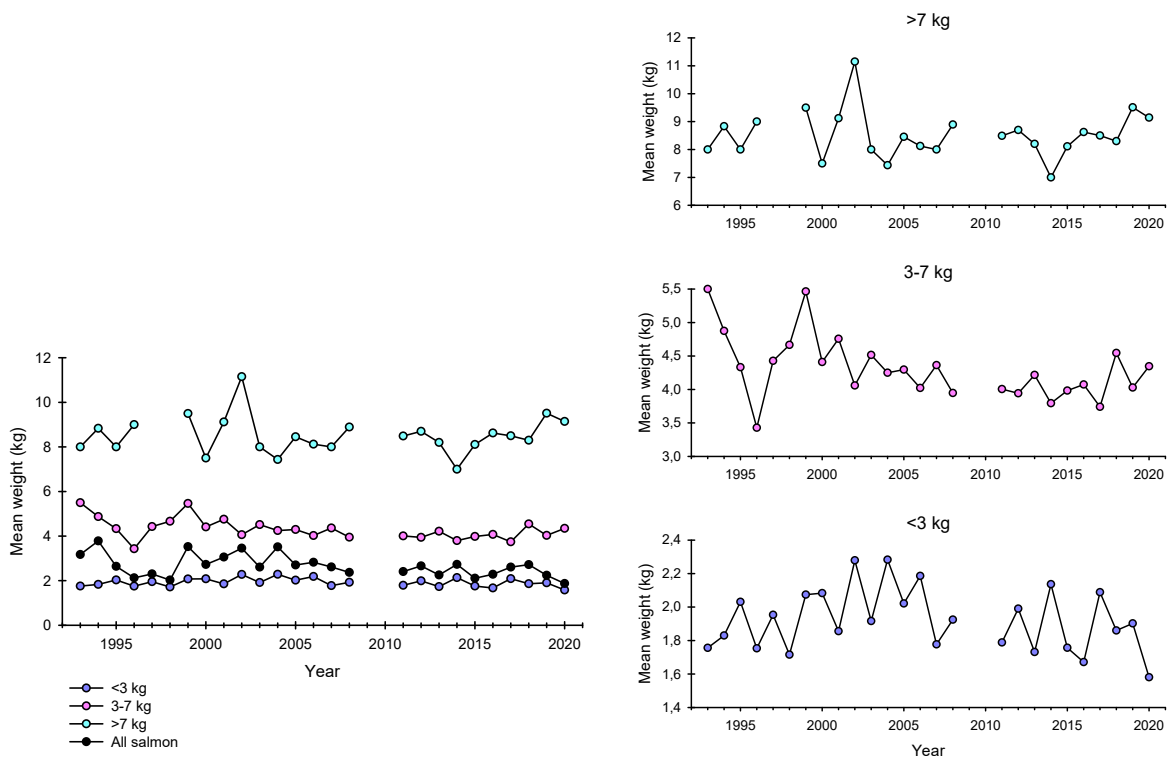 12
10
8
6
4
2
0
Mean weight (kg)
1995 2000 2005 2010 2015 2020
Year
<3 kg
3-7 kg
>7 kg
All salmon
>7 kg
12
11
10
9
8
7
6
Mean weight (kg)
1995 2000 2005 2010 2015 2020
3-7 kg
5,5
5,0
4,5
4,0
3,5
3,0
Mean weight (kg)
1995 2000 2005 2010 2015 2020
<3 kg
2,4
2,2
2,0
1,8
1,6
1,4
Mean weight (kg)
1995 2000 2005 2010 2015 2020
Year